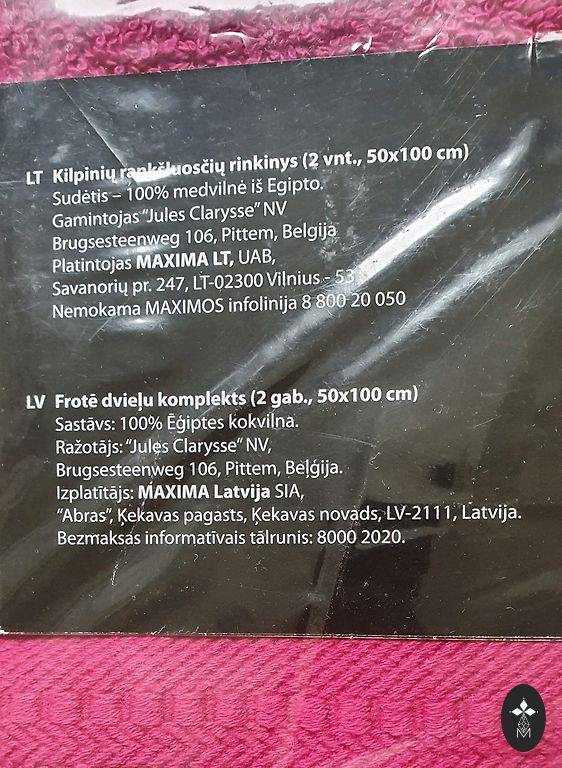 LT Kilpinių rankšluosčių rinkinys (2 vnt., 50x100 cm)
Sudėtis – 100% medvilnė iš Egipto.
Gamintojas “Jules Clarysse” NV
Brugsesteenweg 106, Pittem, Belgija
Platintojas MAXIMA LT, UAB,
Savanorių pr. 247, LT-02300 Vilnius - 53
Nemokama MAXIMOS infolinija 8 800 20 050
LV Frotē dvieļu komplekts (2 gab., 50x100 cm)
Sastāvs: 100% Ēģiptes kokvilna.
Ražotājs: “Jules Clarysse” NV,
Brugsesteenweg 106, Pittem, Beļģija.
Izplatītājs: MAXIMA Latvija SIA,
“Abras”, Ķekavas pagasts, Ķekavas novads, LV-2111, Latvija.
Bezmaksas informatīvais tālrunis: 8000 2020.